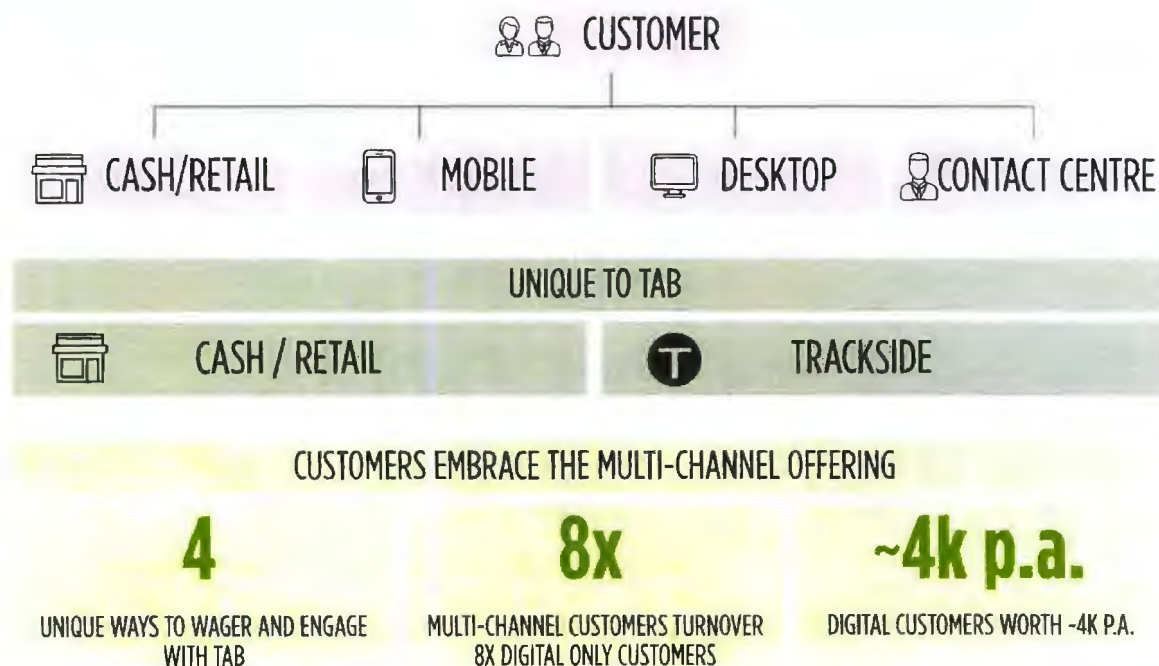 CUSTOMER
CASH/RETAIL
MOBILE
DESKTOP
CONTACT CENTRE
UNIQUE TO TAB
CASH / RETAIL
T TRACKSIDE
CUSTOMERS EMBRACE THE MULTI-CHANNEL OFFERING
4
UNIQUE WAYS TO WAGER AND ENGAGE
WITH TAB
8x
MULTI-CHANNEL CUSTOMERS TURNOVER
8X DIGITAL ONLY CUSTOMERS
~4k p.a.
DIGITAL CUSTOMERS WORTH ~4K P.A.